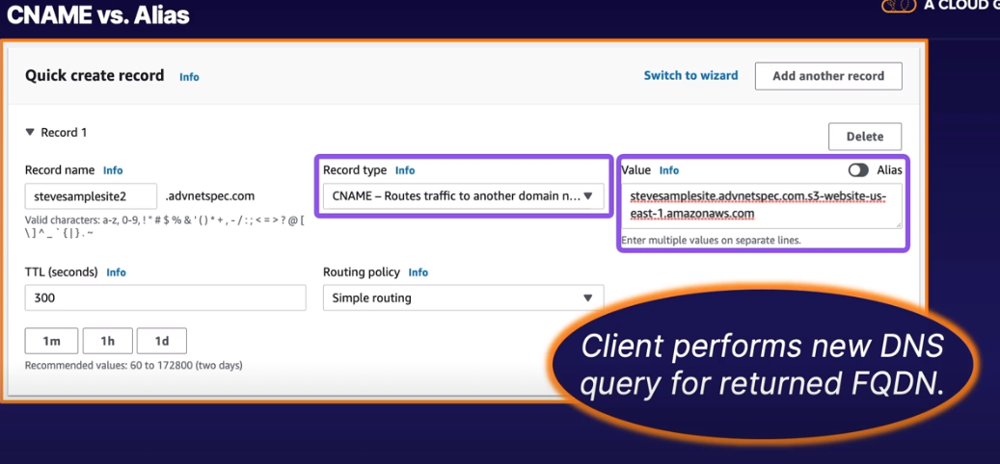 CNAME vs. Alias
A CLOUD G
Quick create record Info
Switch to wizard
Add another record
▼ Record 1
Delete
Record name Info
stevesamplesite2 .advnetspec.com
Valid characters: a-z, 0-9, ! " # $ % & ' ( ) * + , - / : ; < = > ? @ [
\ ] ^ _ ` { | } . ~
Record type Info
CNAME – Routes traffic to another domain n... ▼
Value Info
Alias
stevesamplesite.advnetspec.com.s3-website-us-
east-1.amazonaws.com
Enter multiple values on separate lines.
TTL (seconds) Info
300
1m 1h 1d
Recommended values: 60 to 172800 (two days)
Routing policy Info
Simple routing ▼
Client performs new DNS
query for returned FQDN.